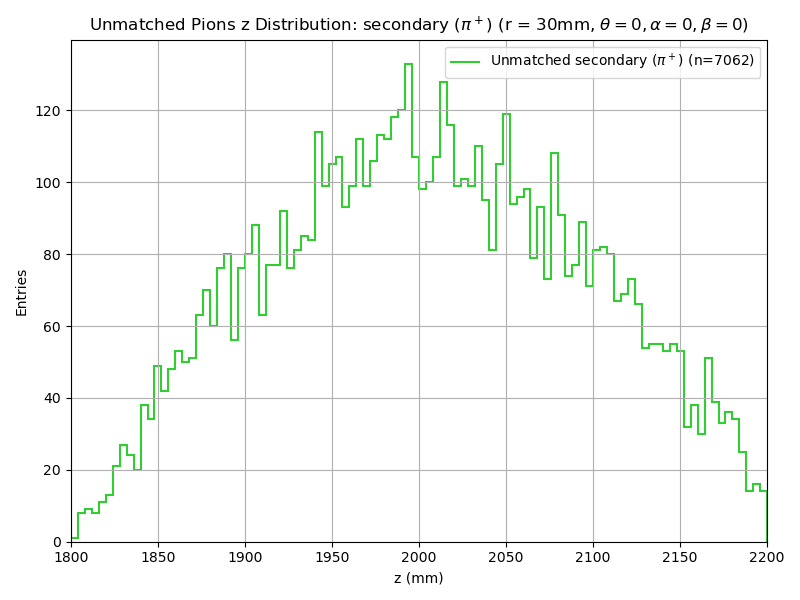 Unmatched Pions z Distribution: secondary (π⁺) (r = 30mm, θ = 0, α = 0, β = 0)
Unmatched secondary (π⁺) (n=7062)
Entries
120
100
80
60
40
20
0
1800 1850 1900 1950 2000 2050 2100 2150 2200
z (mm)